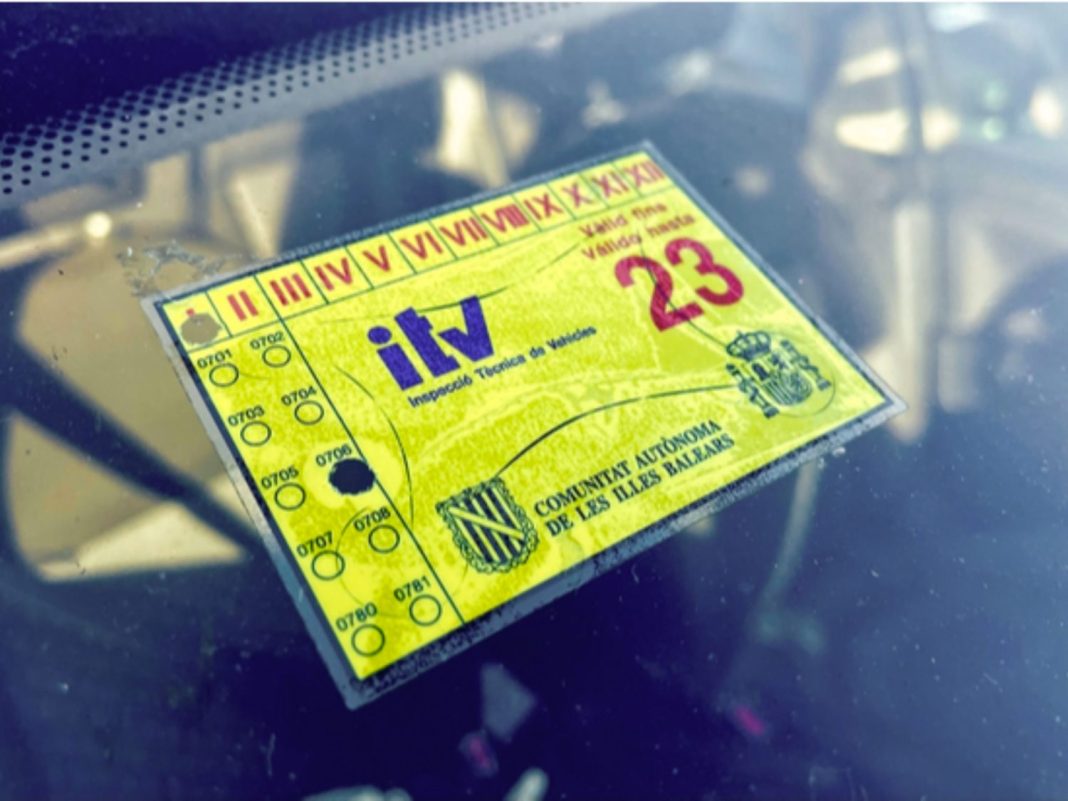 II III IV V VI VII VIII IX X XI XII
Vàlid fins
Válido hasta
23
0701 0702
0703 0704
0705 0706
0707 0708
0780 0781
itv
Inspecció Tècnica de Vehicles
COMUNITAT AUTÒNOMA
DE LES ILLES BALEARS